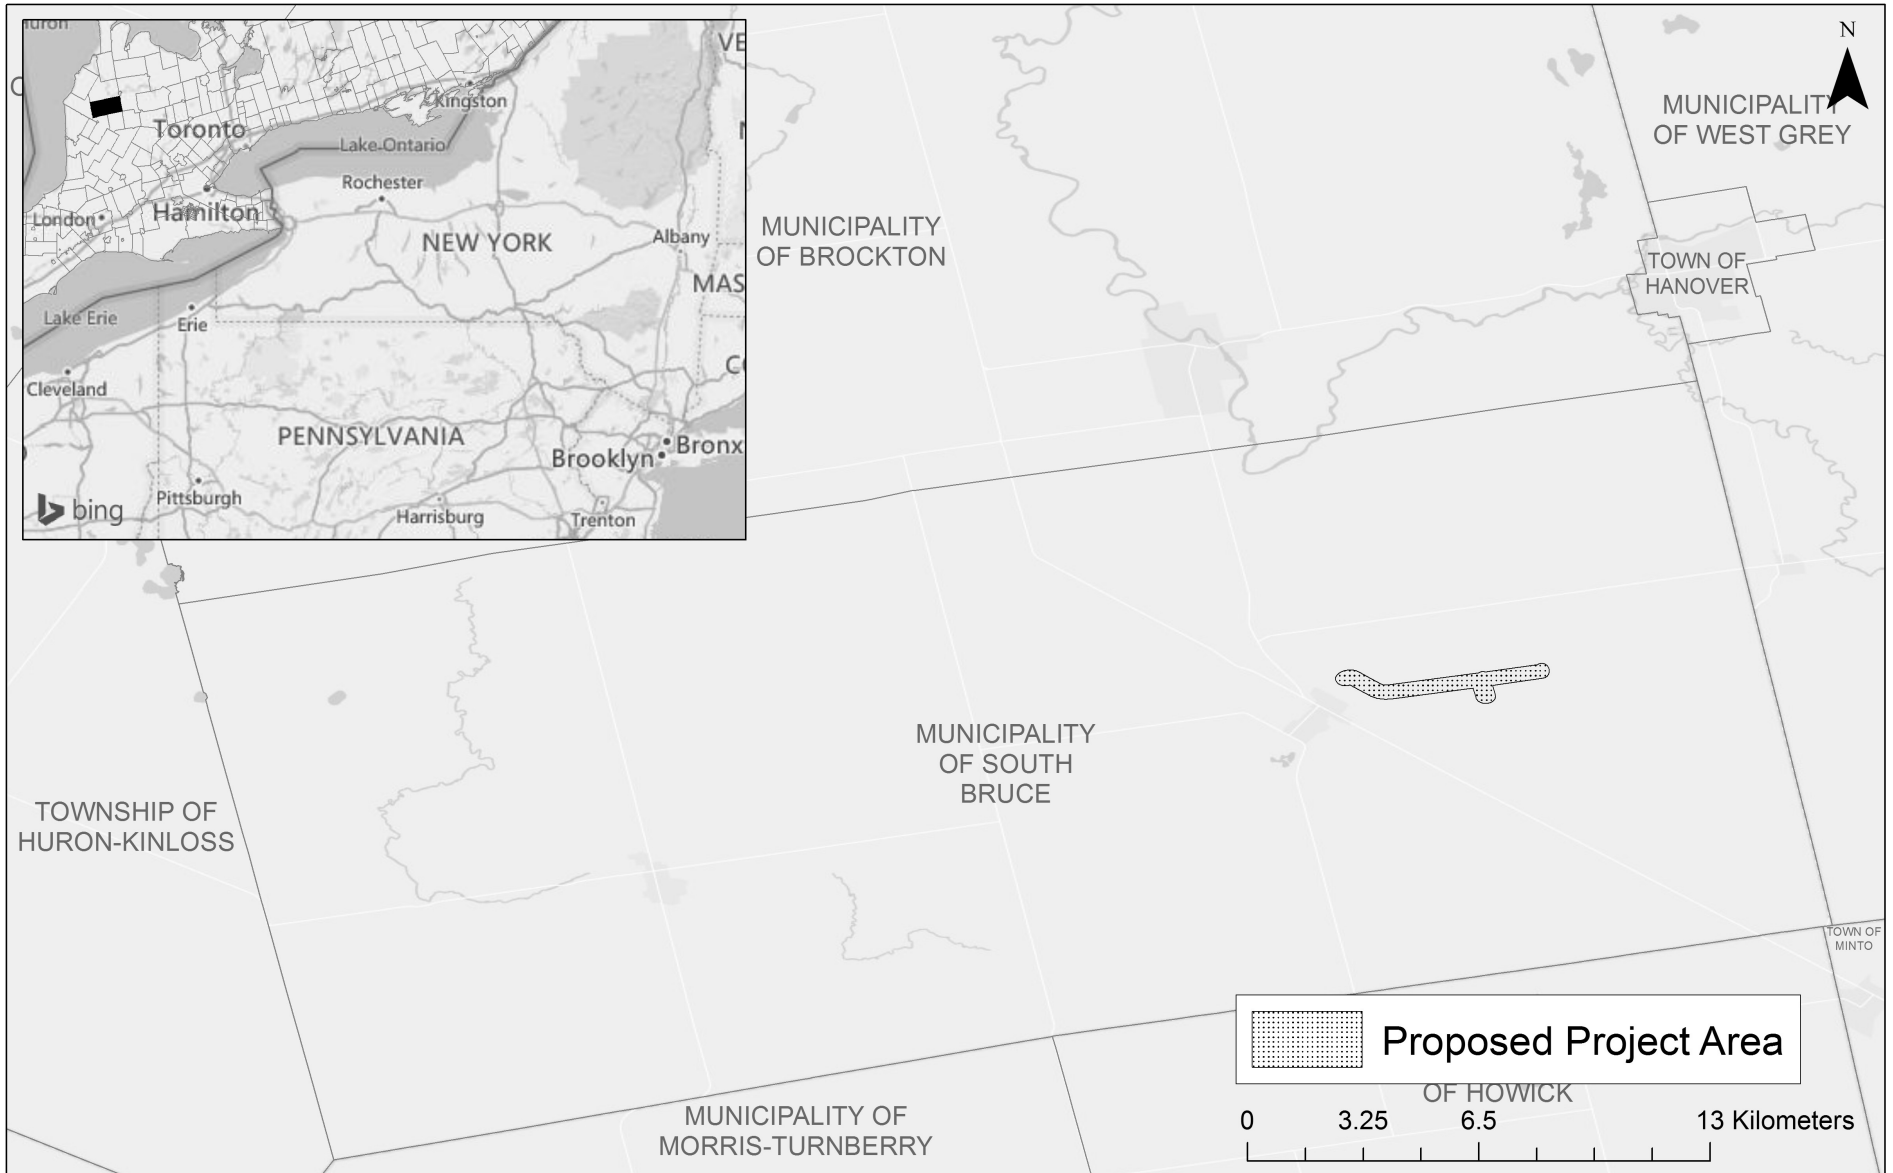 Toronto
Kingston
Lake Ontario
Rochester
London
Hamilton
NEW YORK
Albany
Lake Erie
Erie
Cleveland
PENNSYLVANIA
Brooklyn
Bronx
Pittsburgh
Harrisburg
Trenton
bing
N
MUNICIPALITY
OF WEST GREY
MUNICIPALITY
OF BROCKTON
TOWN OF
HANOVER
MUNICIPALITY
OF SOUTH
BRUCE
TOWNSHIP OF
HURON-KINLOSS
TOWN OF
MINTO
Proposed Project Area
OF HOWICK
MUNICIPALITY OF
MORRIS-TURNBERRY
0 3.25 6.5 13 Kilometers